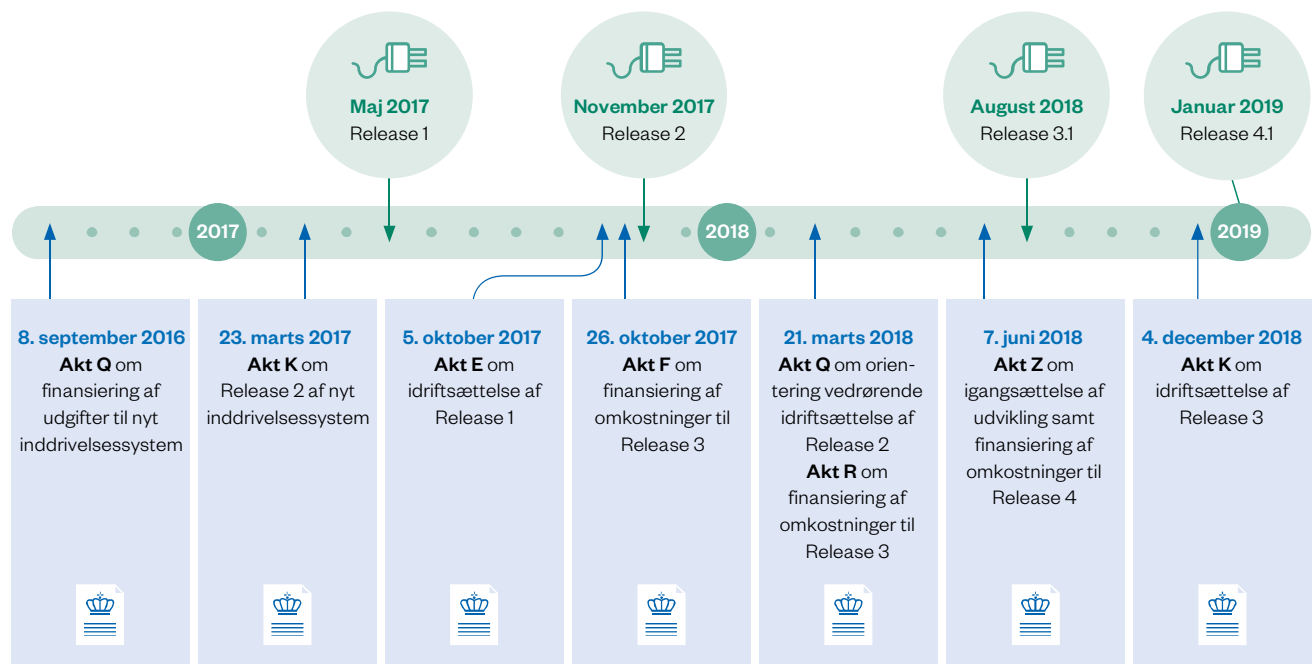 Maj 2017
Release 1
November 2017
Release 2
August 2018
Release 3.1
Januar 2019
Release 4.1
2017
2018
2019
8. september 2016
Akt Q om
finansiering af
udgifter til nyt
inddrivelsessystem
23. marts 2017
Akt K om
Release 2 af nyt
inddrivelsessystem
5. oktober 2017
Akt E om
idriftsættelse af
Release 1
26. oktober 2017
Akt F om
finansiering af
omkostninger til
Release 3
21. marts 2018
Akt Q om orien-
tering vedrørende
idriftsættelse af
Release 2
Akt R om
finansiering af
omkostninger til
Release 3
7. juni 2018
Akt Z om
igangsættelse af
udvikling samt
finansiering af
omkostninger til
Release 4
4. december 2018
Akt K om
idriftsættelse af
Release 3